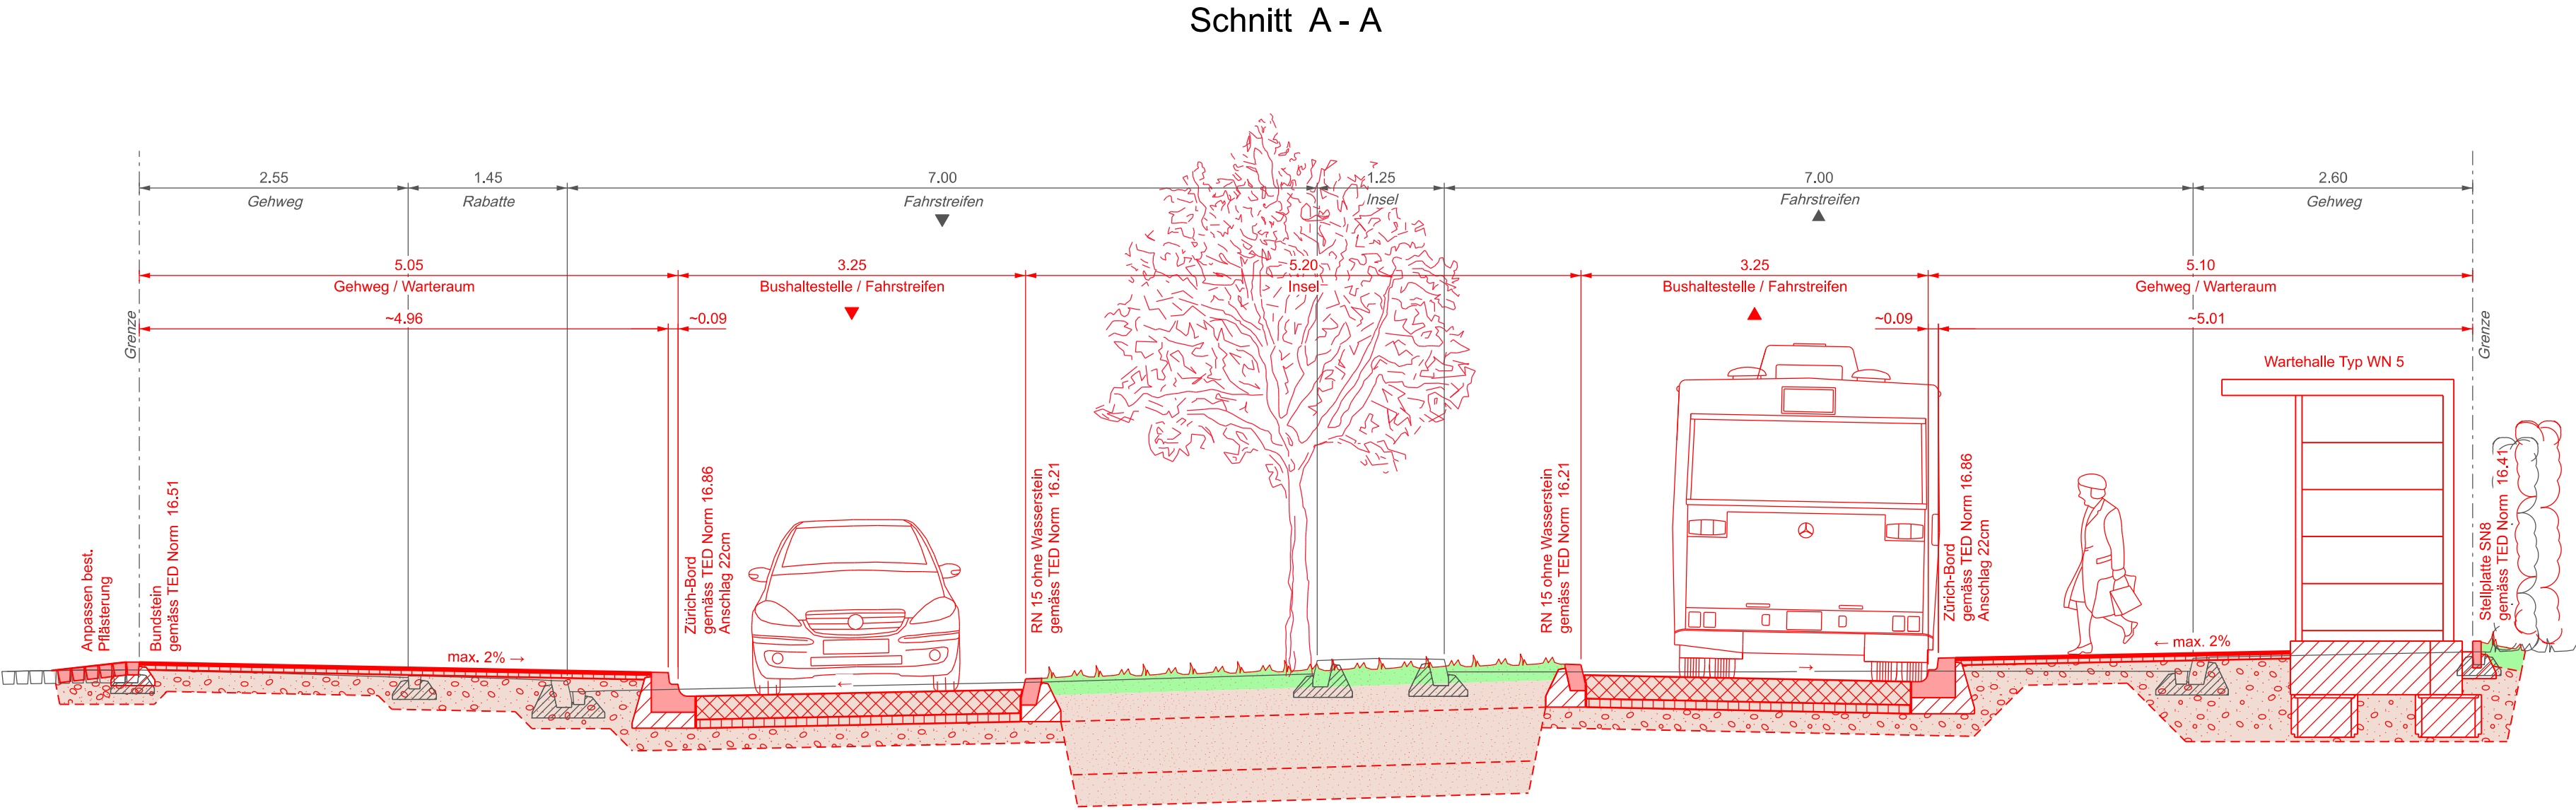 Schnitt A - A
2.55
1.45
7.00
1.25
7.00
2.60
Gehweg
Rabatte
Fahrstreifen
Insel
Fahrstreifen
Gehweg
5.05
3.25
5.20
3.25
5.10
Gehweg / Warteraum
Bushaltestelle / Fahrstreifen
Insel
Bushaltestelle / Fahrstreifen
Gehweg / Warteraum
~4.96
~0.09
~0.09
~5.01
Grenze
Grenze
Wartehalle Typ WN 5
Anpassen best.
Pflästerung
Bundstein
gemäss TED Norm 16.51
Zürich-Bord
gemäss TED Norm 16.86
Anschlag 22cm
RN 15 ohne Wasserstein
gemäss TED Norm 16.21
RN 15 ohne Wasserstein
gemäss TED Norm 16.21
Zürich-Bord
gemäss TED Norm 16.86
Anschlag 22cm
Stellplatte SN8
gemäss TED Norm 16.41
max. 2% →
← max. 2%
←
→